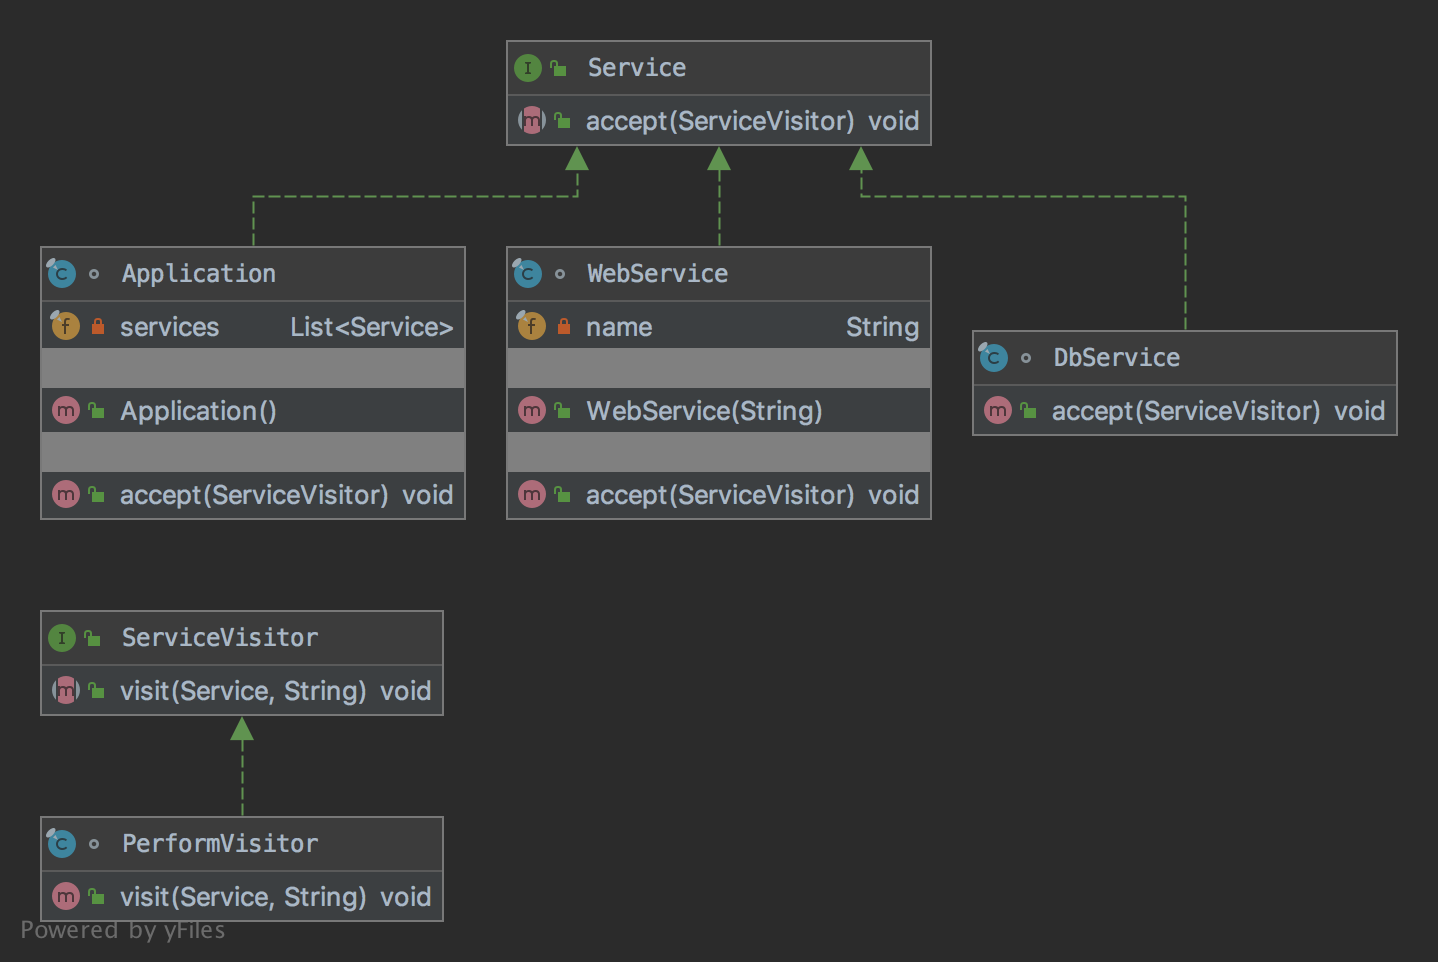 Service
accept(ServiceVisitor) void
Application
services List<Service>
Application()
accept(ServiceVisitor) void
WebService
name String
WebService(String)
accept(ServiceVisitor) void
DbService
accept(ServiceVisitor) void
ServiceVisitor
visit(Service, String) void
PerformVisitor
visit(Service, String) void
Powered by yFiles